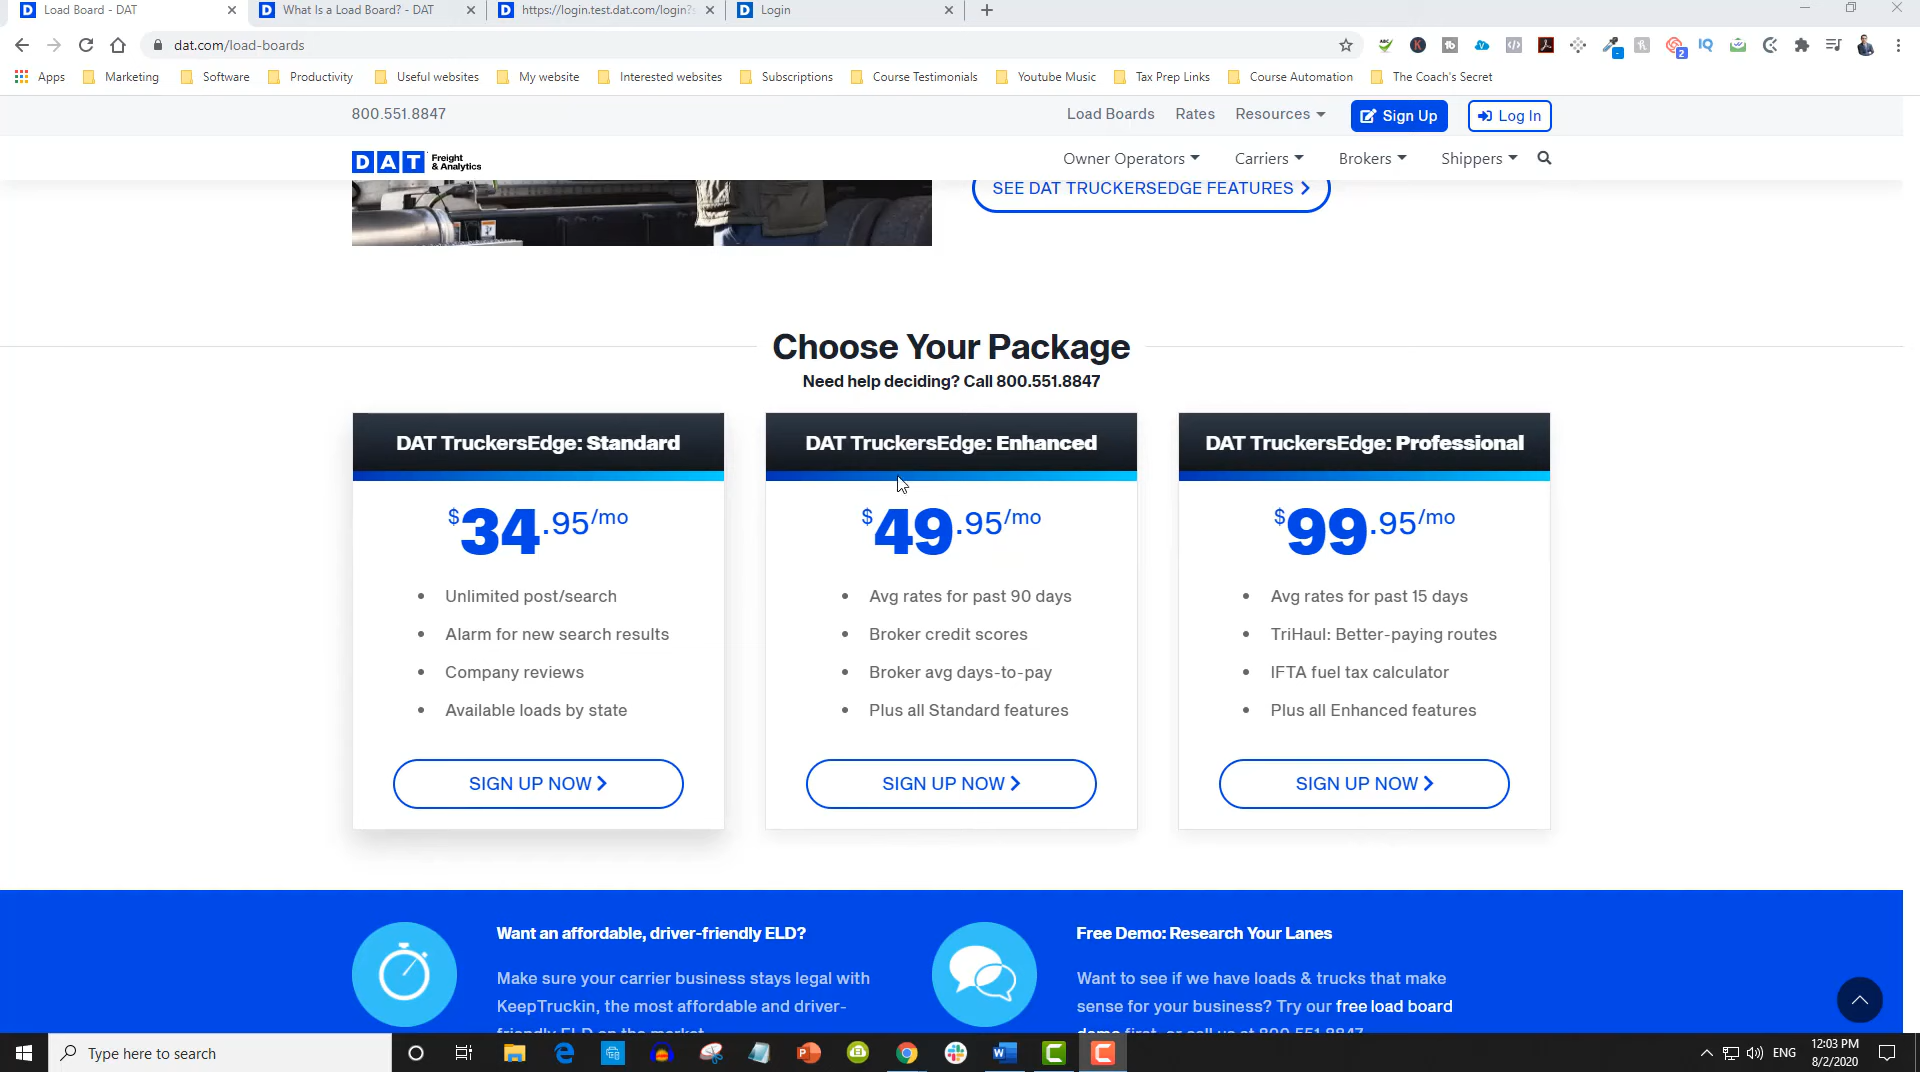 Load Board - DAT
What Is a Load Board? - DAT
https://login.test.dat.com/login?s
Login
dat.com/load-boards
Apps
Marketing
Software
Productivity
Useful websites
My website
Interested websites
Subscriptions
Course Testimonials
Youtube Music
Tax Prep Links
Course Automation
The Coach's Secret
800.551.8847
Load Boards
Rates
Resources
Sign Up
Log In
DAT Freight & Analytics
Owner Operators
Carriers
Brokers
Shippers
SEE DAT TRUCKERSEDGE FEATURES
Choose Your Package
Need help deciding? Call 800.551.8847
DAT TruckersEdge: Standard
$34.95/mo
• Unlimited post/search
• Alarm for new search results
• Company reviews
• Available loads by state
SIGN UP NOW
DAT TruckersEdge: Enhanced
$49.95/mo
• Avg rates for past 90 days
• Broker credit scores
• Broker avg days-to-pay
• Plus all Standard features
SIGN UP NOW
DAT TruckersEdge: Professional
$99.95/mo
• Avg rates for past 15 days
• TriHaul: Better-paying routes
• IFTA fuel tax calculator
• Plus all Enhanced features
SIGN UP NOW
Want an affordable, driver-friendly ELD?
Make sure your carrier business stays legal with
KeepTruckin, the most affordable and driver-
friendly ELD on the market.
Free Demo: Research Your Lanes
Want to see if we have loads & trucks that make
sense for your business? Try our free load board
demo first, or call us at 800.551.8847.
Type here to search
ENG
12:03 PM
8/2/2020